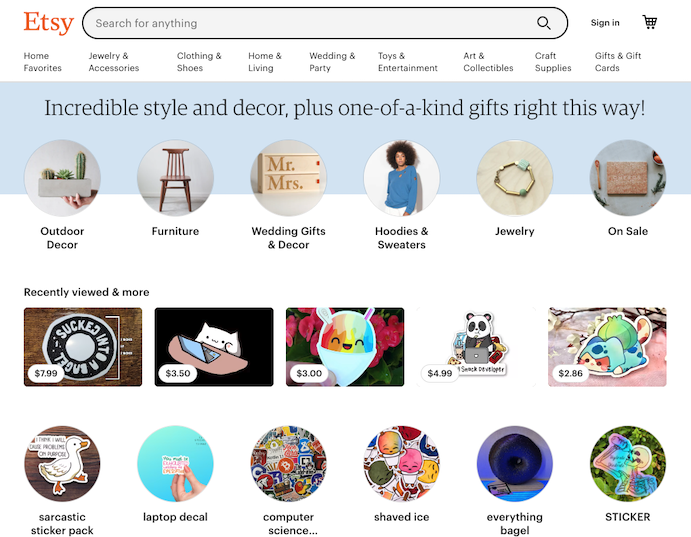 Etsy
Search for anything
Sign in
Home Favorites
Jewelry & Accessories
Clothing & Shoes
Home & Living
Wedding & Party
Toys & Entertainment
Art & Collectibles
Craft Supplies
Gifts & Gift Cards
Incredible style and decor, plus one-of-a-kind gifts right this way!
Mr.
Mrs.
Outdoor Decor
Furniture
Wedding Gifts & Decor
Hoodies & Sweaters
Jewelry
On Sale
Recently viewed & more
SUCKED INTO A BAGEL
$7.99
$3.50
$3.00
Snack Developer
$4.99
$2.86
I THINK I WILL
CAUSE PROBLEMS
ON PURPOSE
sarcastic sticker pack
laptop decal
computer science...
shaved ice
everything bagel
STICKER